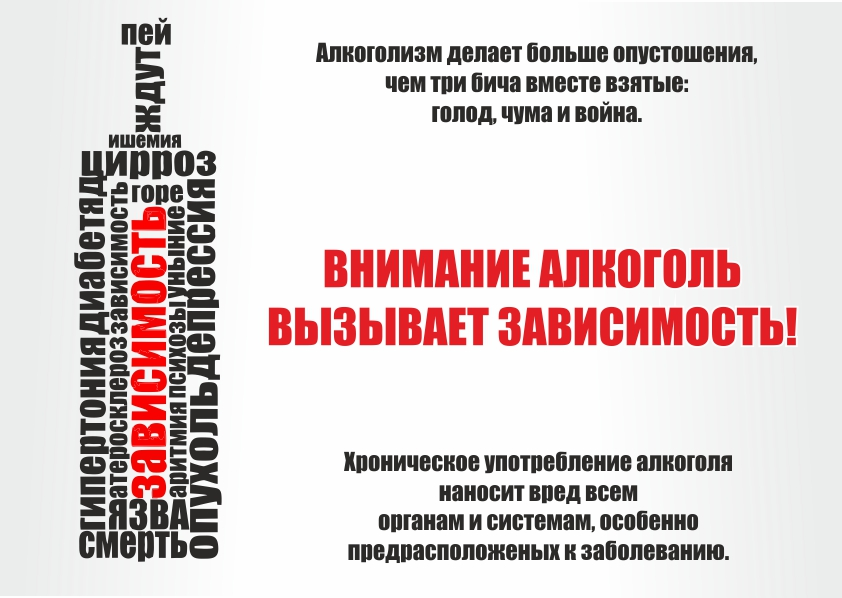 пей
ждут
ишемия
цирроз
горе
диабет
яд
зависимость
зависимость
уныние
депрессия
гипертония
атеросклероз
психозы
аритмия
опухоль
ЯЗВА
смерть
Алкоголизм делает больше опустошения,
чем три бича вместе взятые:
голод, чума и война.
ВНИМАНИЕ АЛКОГОЛЬ
ВЫЗЫВАЕТ ЗАВИСИМОСТЬ!
Хроническое употребление алкоголя
наносит вред всем
органам и системам, особенно
предрасположеных к заболеванию.